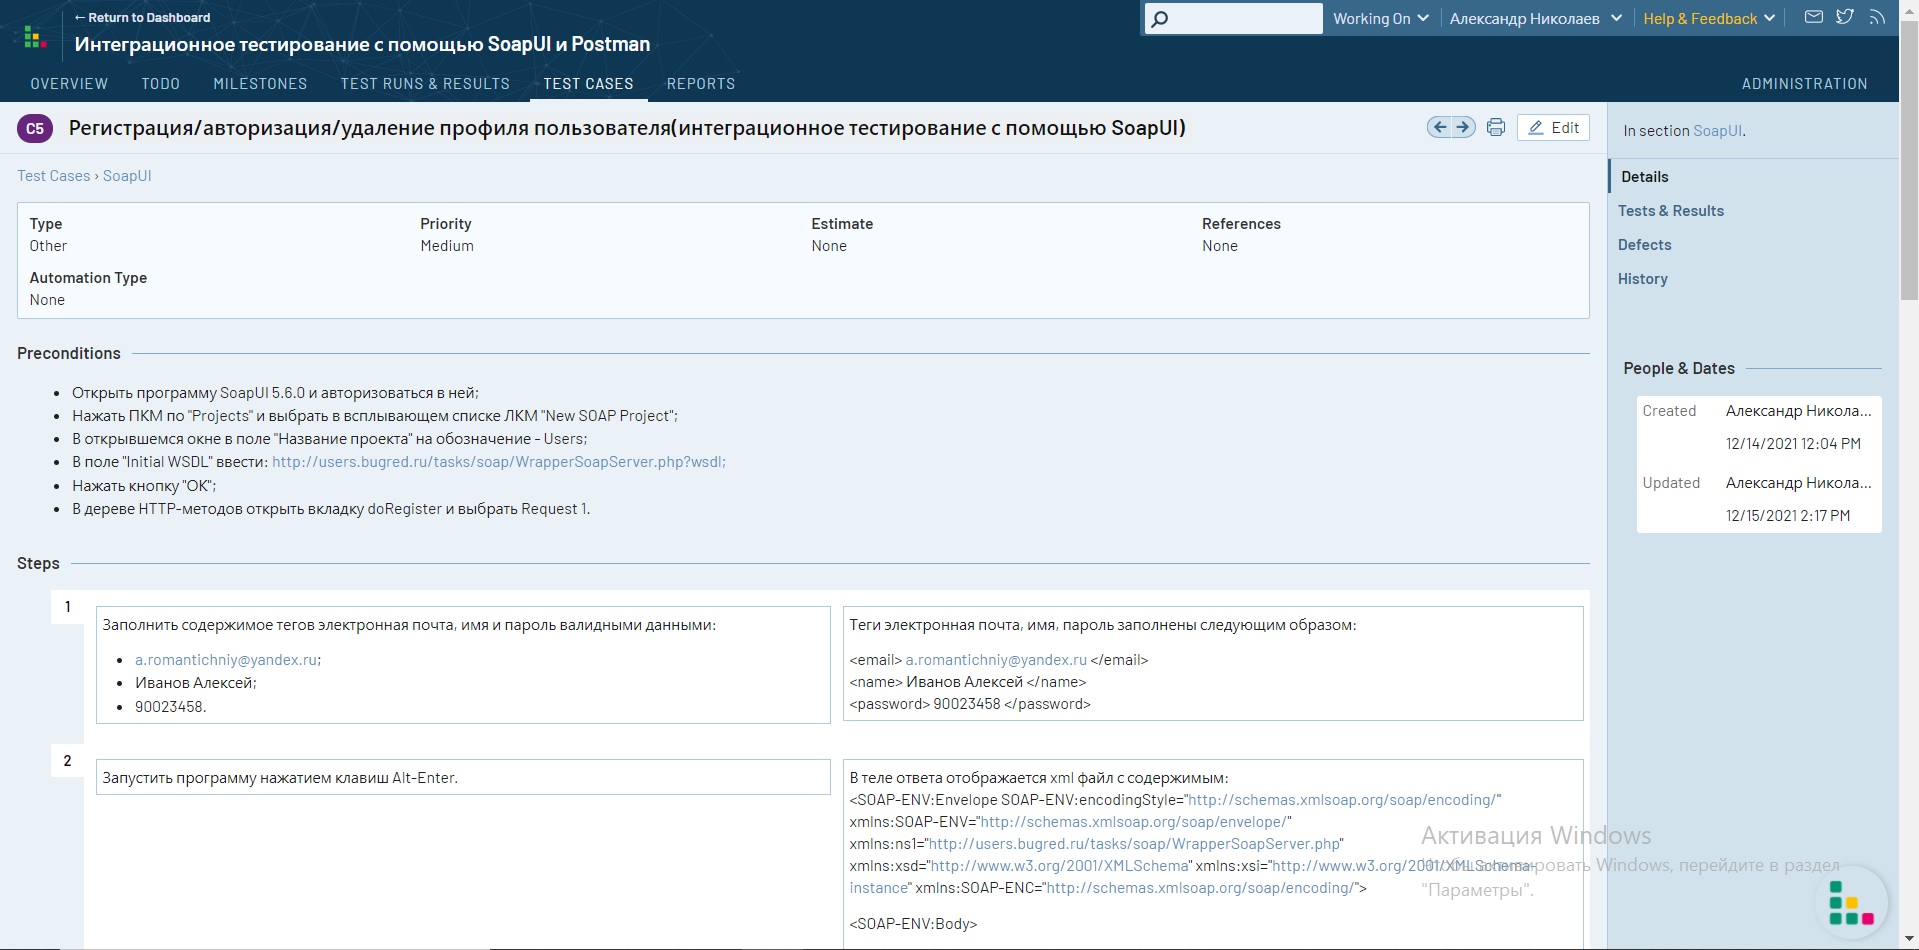 ← Return to Dashboard
Working On
Александр Николаев
Help & Feedback
Интеграционное тестирование с помощью SoapUI и Postman
OVERVIEW TODO MILESTONES TEST RUNS & RESULTS TEST CASES REPORTS ADMINISTRATION
C5 Регистрация/авторизация/удаление профиля пользователя(интеграционное тестирование с помощью SoapUI)
Edit
In section SoapUI.
Test Cases › SoapUI
Details
Tests & Results
Defects
History
Type Priority Estimate References
Other Medium None None
Automation Type
None
Preconditions
• Открыть программу SoapUI 5.6.0 и авторизоваться в ней;
• Нажать ПКМ по "Projects" и выбрать в всплывающем списке ЛКМ "New SOAP Project";
• В открывшемся окне в поле "Название проекта" на обозначение - Users;
• В поле "Initial WSDL" ввести: http://users.bugred.ru/tasks/soap/WrapperSoapServer.php?wsdl;
• Нажать кнопку "ОК";
• В дереве HTTP-методов открыть вкладку doRegister и выбрать Request 1.
People & Dates
Created Александр Никола...
12/14/2021 12:04 PM
Updated Александр Никола...
12/15/2021 2:17 PM
Steps
1
Заполнить содержимое тегов электронная почта, имя и пароль валидными данными:
• a.romantichniy@yandex.ru;
• Иванов Алексей;
• 90023458.
Теги электронная почта, имя, пароль заполнены следующим образом:
<email> a.romantichniy@yandex.ru </email>
<name> Иванов Алексей </name>
<password> 90023458 </password>
2
Запустить программу нажатием клавиш Alt-Enter.
В теле ответа отображается xml файл с содержимым:
<SOAP-ENV:Envelope SOAP-ENV:encodingStyle="http://schemas.xmlsoap.org/soap/encoding/"
xmlns:SOAP-ENV="http://schemas.xmlsoap.org/soap/envelope/"
xmlns:ns1="http://users.bugred.ru/tasks/soap/WrapperSoapServer.php"
xmlns:xsd="http://www.w3.org/2001/XMLSchema" xmlns:xsi="http://www.w3.org/2001/XMLSchema-
instance" xmlns:SOAP-ENC="http://schemas.xmlsoap.org/soap/encoding/">
<SOAP-ENV:Body>
Активация Windows
Чтобы активировать Windows, перейдите в раздел
"Параметры".